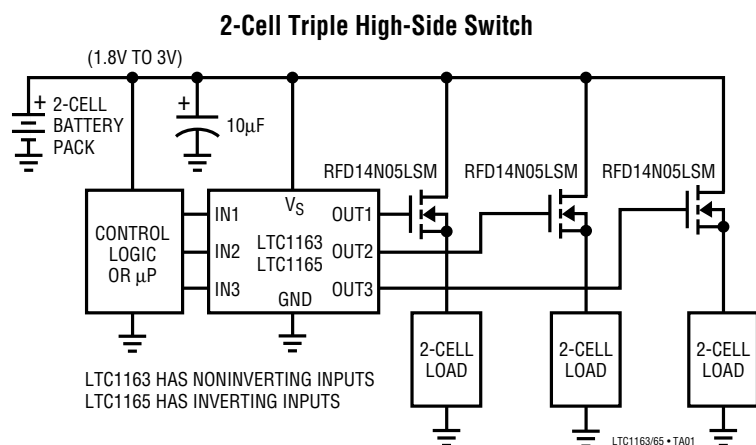 2-Cell Triple High-Side Switch
(1.8V TO 3V)
+
2-CELL
BATTERY
PACK
+
10µF
RFD14N05LSM
RFD14N05LSM
RFD14N05LSM
CONTROL
LOGIC
OR µP
IN1
IN2
IN3
VS
LTC1163
LTC1165
GND
OUT1
OUT2
OUT3
2-CELL
LOAD
2-CELL
LOAD
2-CELL
LOAD
LTC1163 HAS NONINVERTING INPUTS
LTC1165 HAS INVERTING INPUTS
LTC1163/65 • TA01